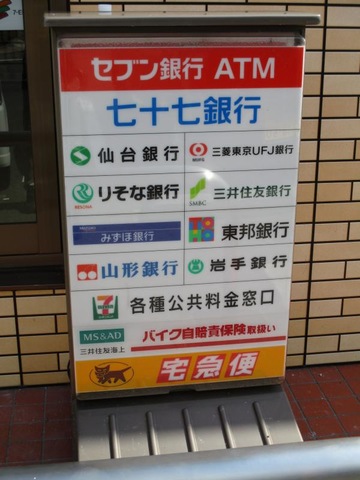 セブン銀行 ATM
七十七銀行
仙台銀行
MUFG
三菱東京UFJ銀行
RESONA
りそな銀行
SMBC
三井住友銀行
MIZUHO
みずほ銀行
東邦銀行
山形銀行
岩手銀行
各種公共料金窓口
MS&AD
三井住友海上
バイク自賠責保険取扱い
宅急便